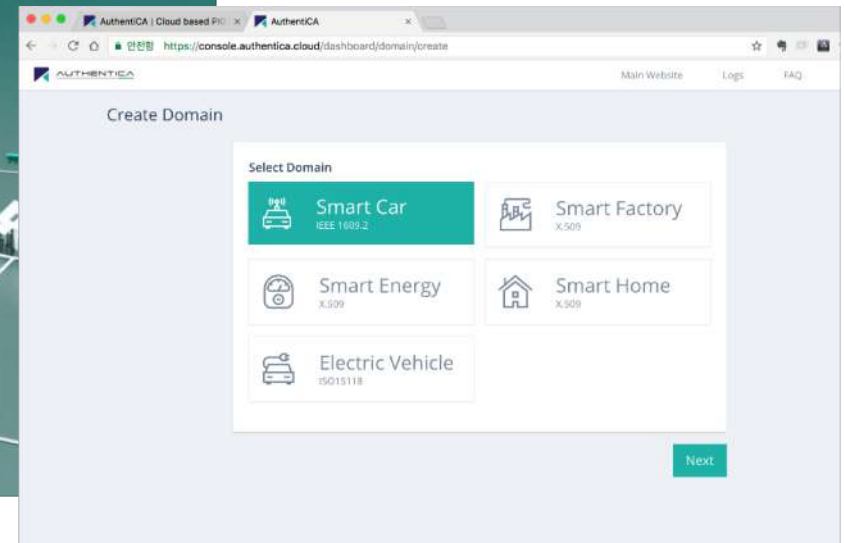 AuthentiCA | Cloud based PKI
AuthentiCA
안전함 https://console.authentica.cloud/dashboard/domain/create
AUTHENTICA
Main Website Logs FAQ
Create Domain
Select Domain
Smart Car
IEEE 1609.2
Smart Factory
X.509
Smart Energy
X.509
Smart Home
X.509
Electric Vehicle
ISO15118
Next